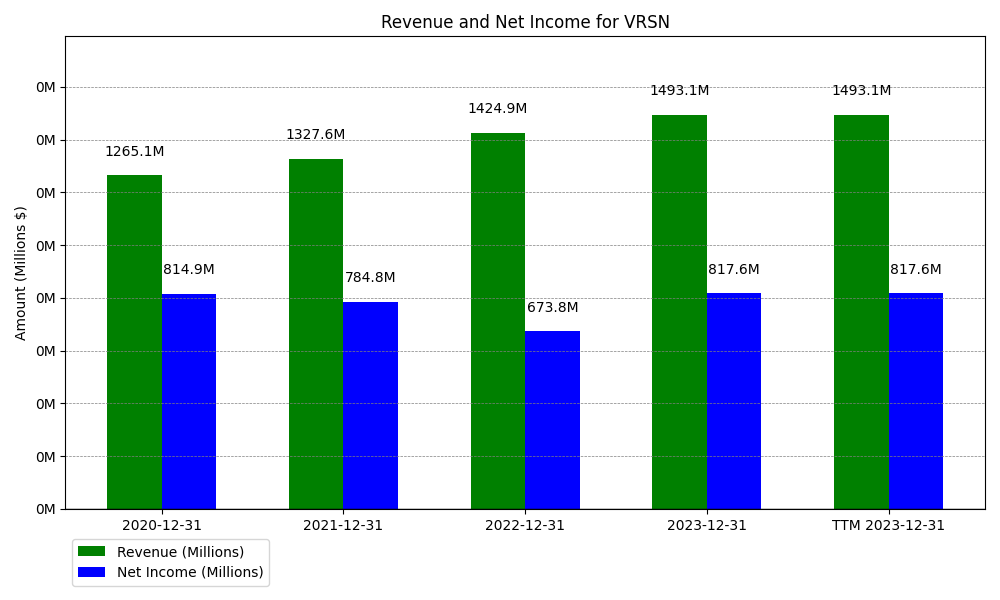 Revenue and Net Income for VRSN
Amount (Millions $)
0M
0M
0M
0M
0M
0M
0M
0M
0M
1265.1M
814.9M
1327.6M
784.8M
1424.9M
673.8M
1493.1M
817.6M
1493.1M
817.6M
2020-12-31
2021-12-31
2022-12-31
2023-12-31
TTM 2023-12-31
Revenue (Millions)
Net Income (Millions)